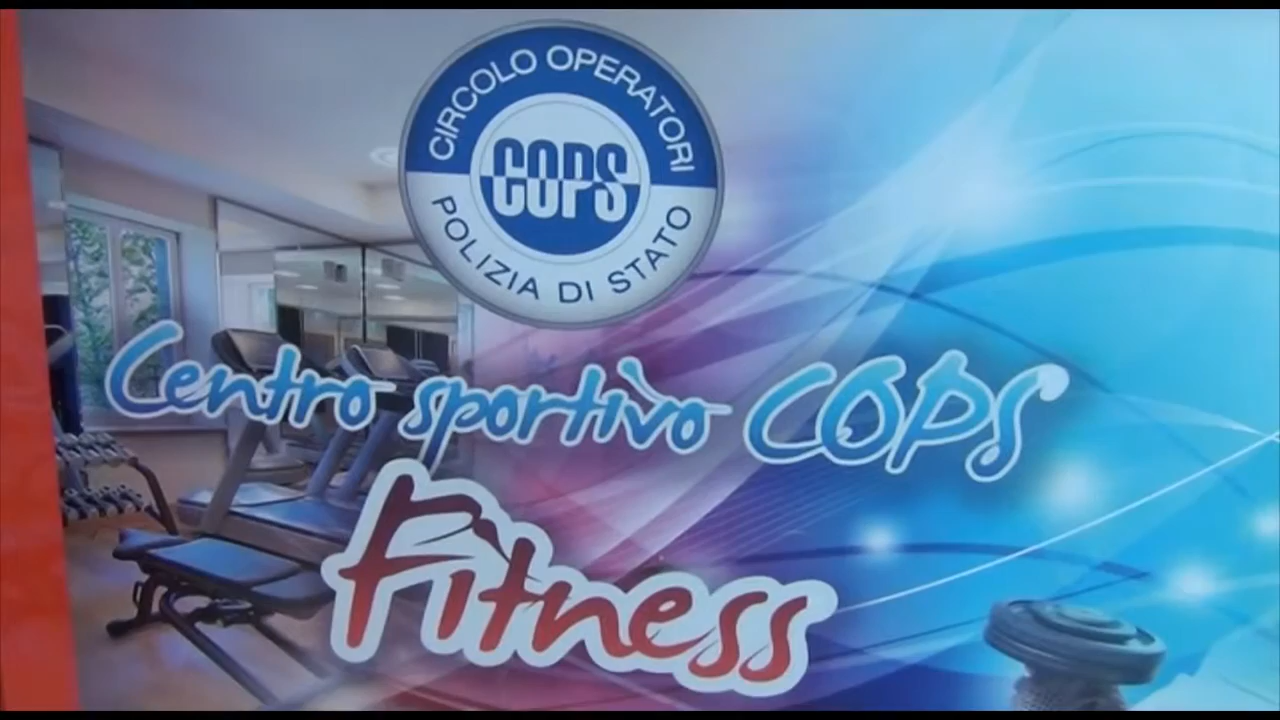 CIRCOLO OPERATORI
COPS
POLIZIA DI STATO
Centro sportivo COPS
Fitness